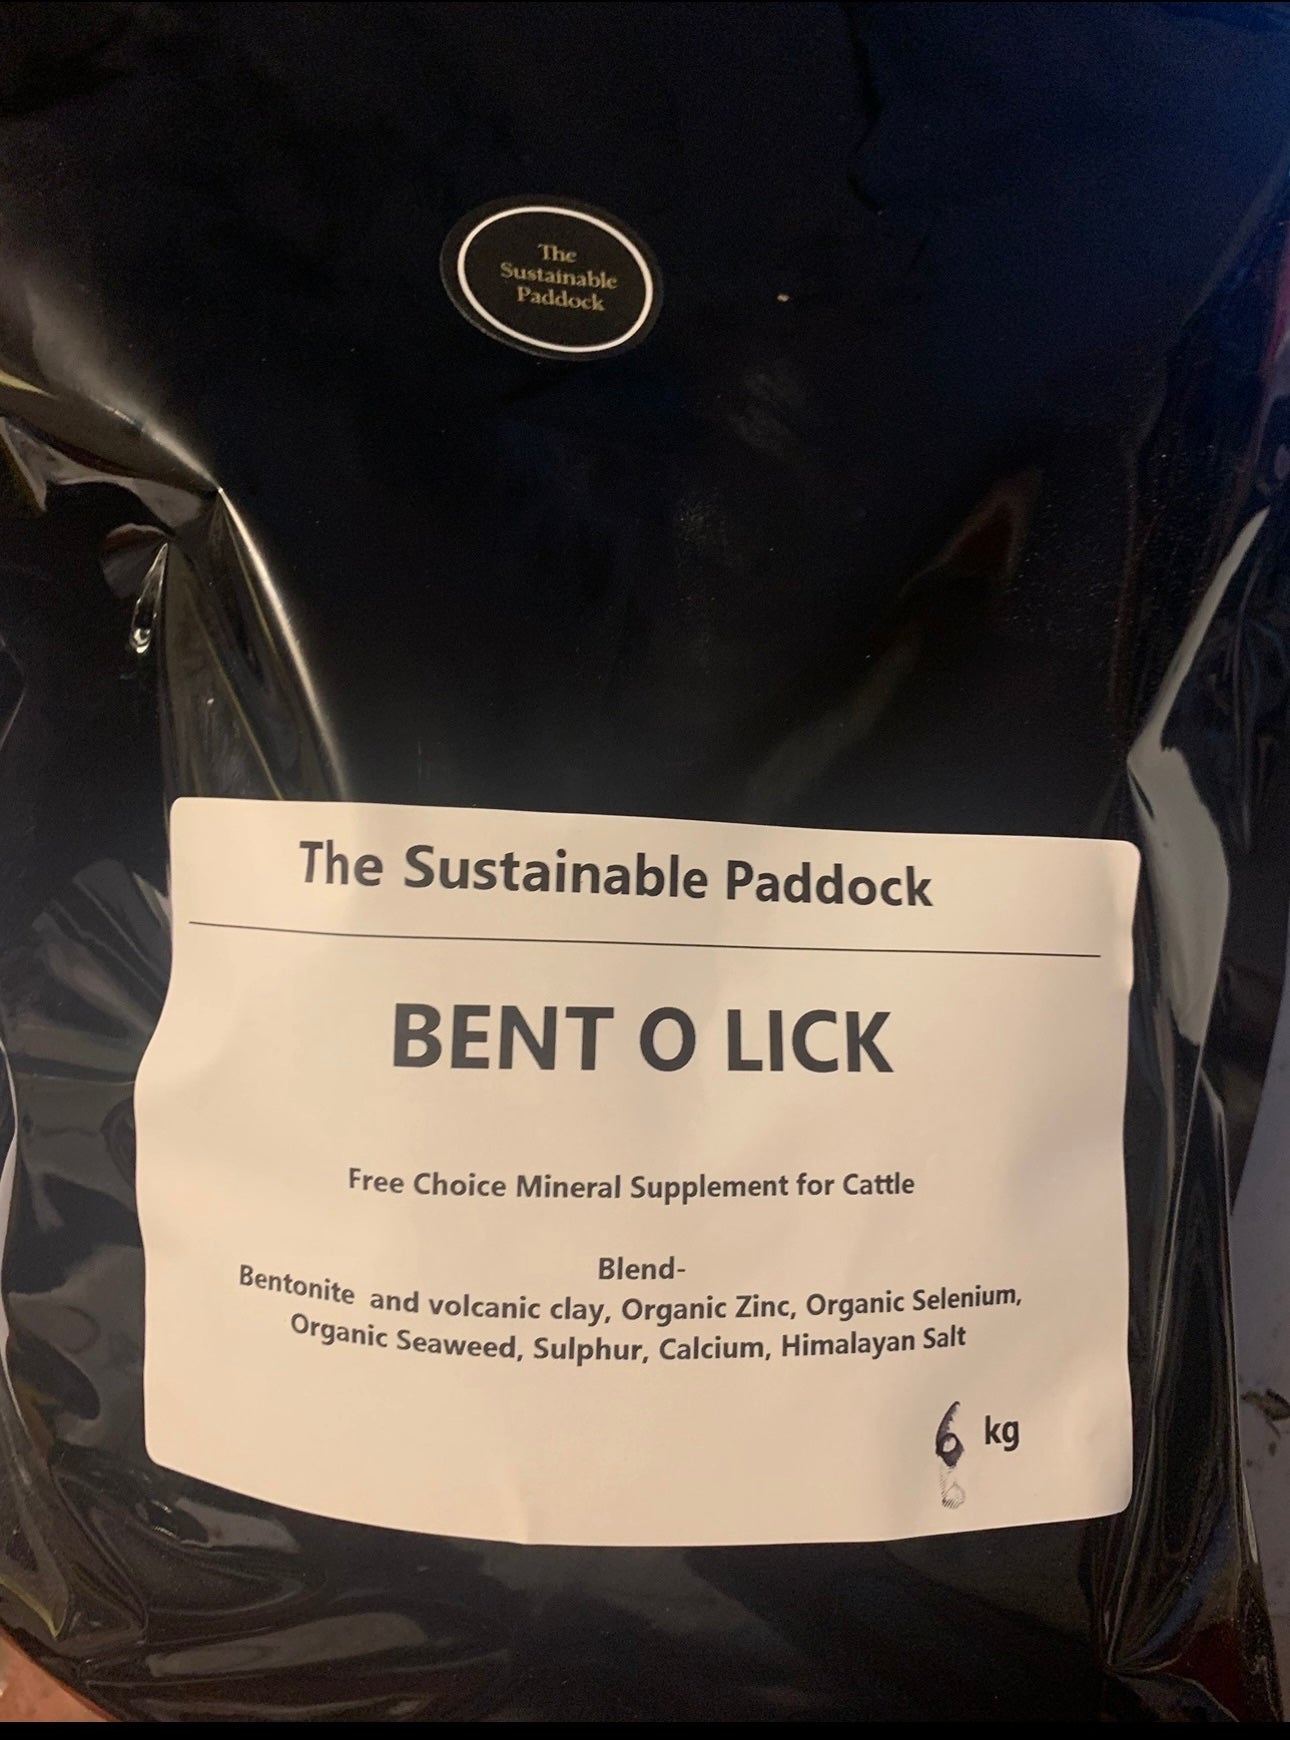 The
Sustainable
Paddock
The Sustainable Paddock
BENT O LICK
Free Choice Mineral Supplement for Cattle
Blend-
Bentonite and volcanic clay, Organic Zinc, Organic Selenium,
Organic Seaweed, Sulphur, Calcium, Himalayan Salt
6 kg